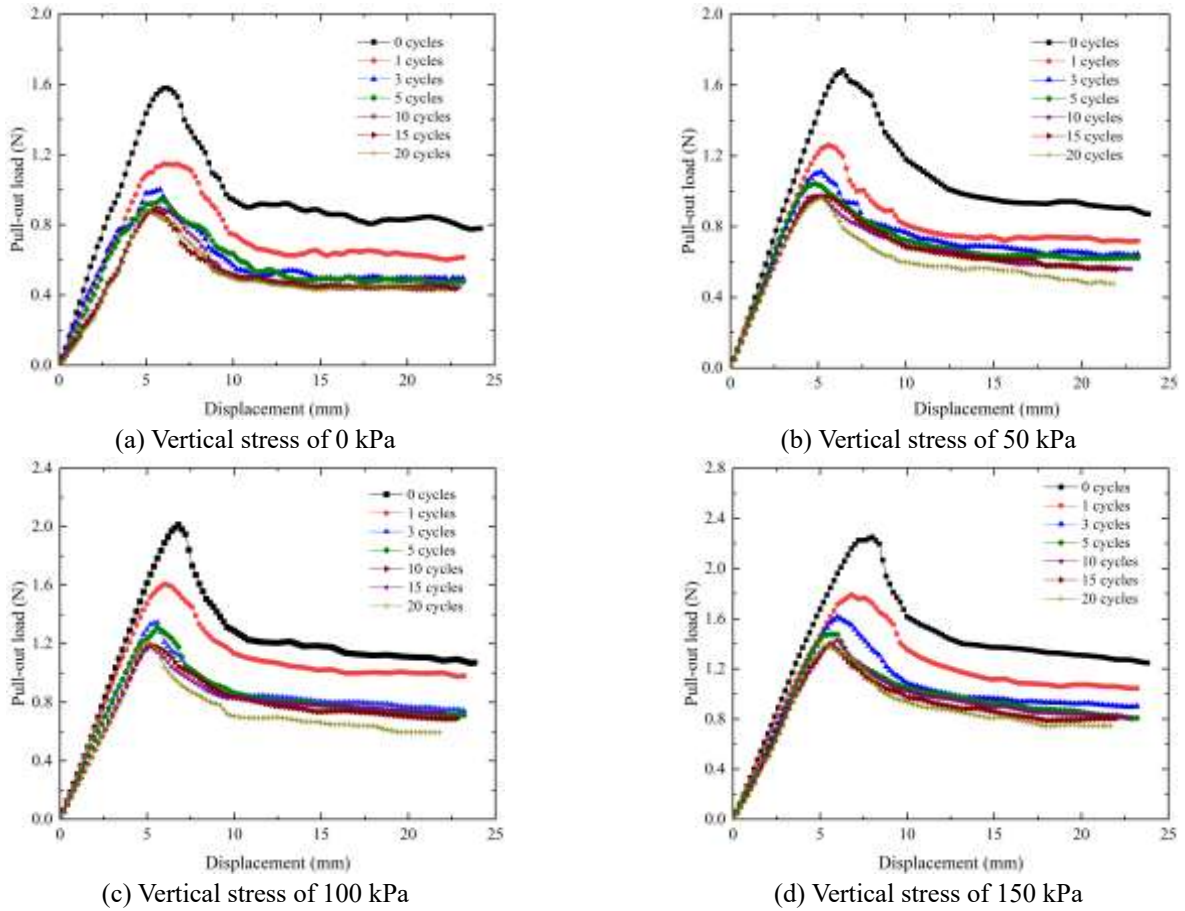 2.0
1.6
1.2
0.8
0.4
0.0
Pull-out load (N)
0 cycles
1 cycles
3 cycles
5 cycles
10 cycles
15 cycles
20 cycles
0 5 10 15 20 25
Displacement (mm)
(a) Vertical stress of 0 kPa
2.0
1.6
1.2
0.8
0.4
0.0
Pull-out load (N)
0 cycles
1 cycles
3 cycles
5 cycles
10 cycles
15 cycles
20 cycles
0 5 10 15 20 25
Displacement (mm)
(b) Vertical stress of 50 kPa
2.4
2.0
1.6
1.2
0.8
0.4
0.0
Pull-out load (N)
0 cycles
1 cycles
3 cycles
5 cycles
10 cycles
15 cycles
20 cycles
0 5 10 15 20 25
Displacement (mm)
(c) Vertical stress of 100 kPa
2.8
2.4
2.0
1.6
1.2
0.8
0.4
0.0
Pull-out load (N)
0 cycles
1 cycles
3 cycles
5 cycles
10 cycles
15 cycles
20 cycles
0 5 10 15 20 25
Displacement (mm)
(d) Vertical stress of 150 kPa